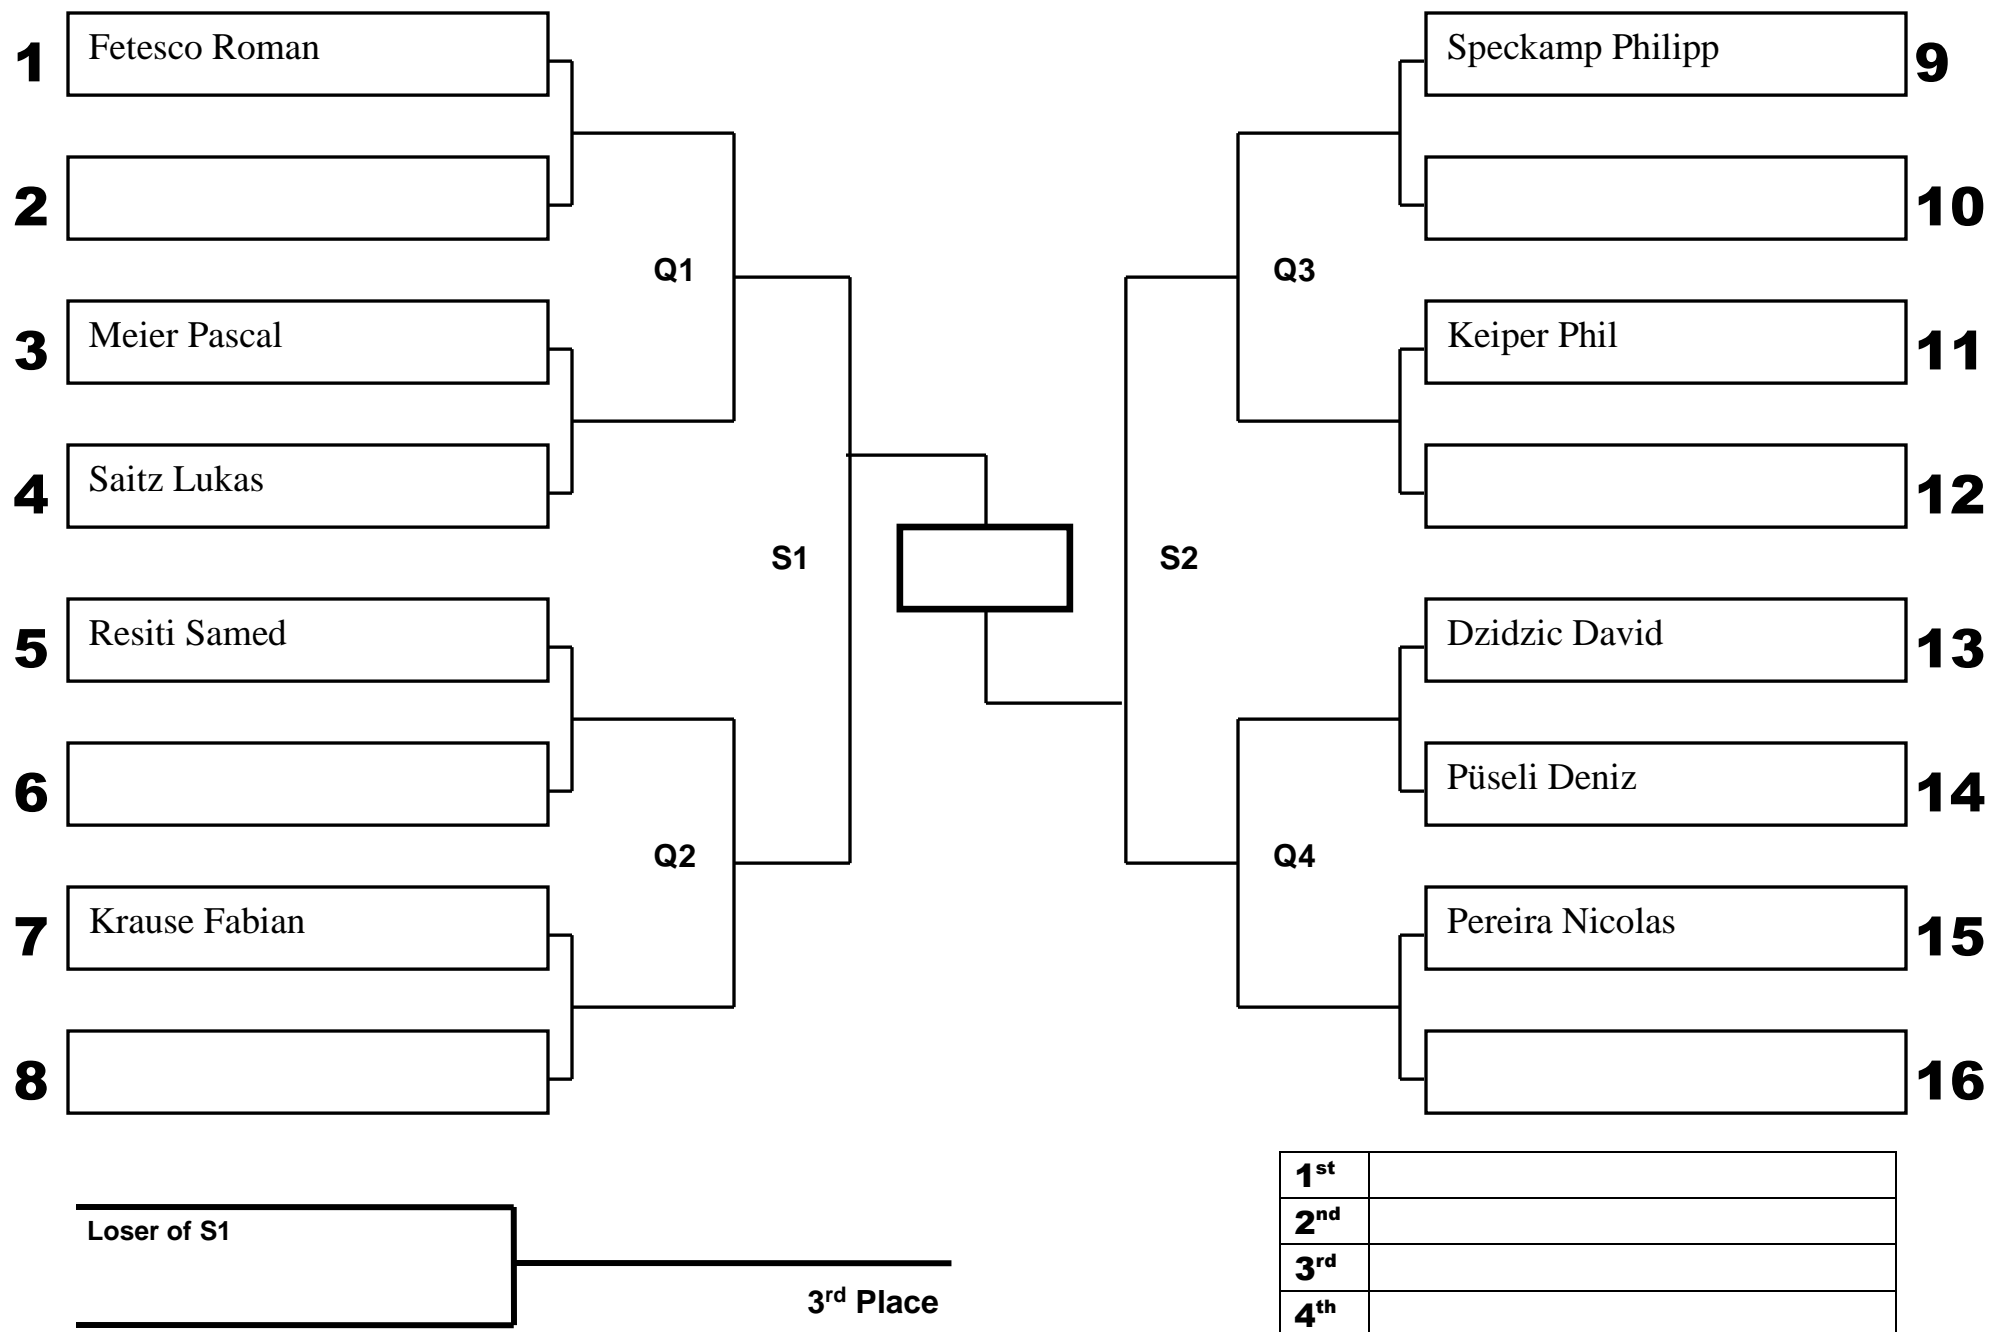 1 Fetesco Roman
2
3 Meier Pascal
4 Saitz Lukas
5 Resiti Samed
6
7 Krause Fabian
8
Q1
Q2
S1
S2
Q3
Q4
Speckamp Philipp 9
10
Keiper Phil 11
12
Dzidzic David 13
Püseli Deniz 14
Pereira Nicolas 15
16
Loser of S1
3rd Place
1st
2nd
3rd
4th